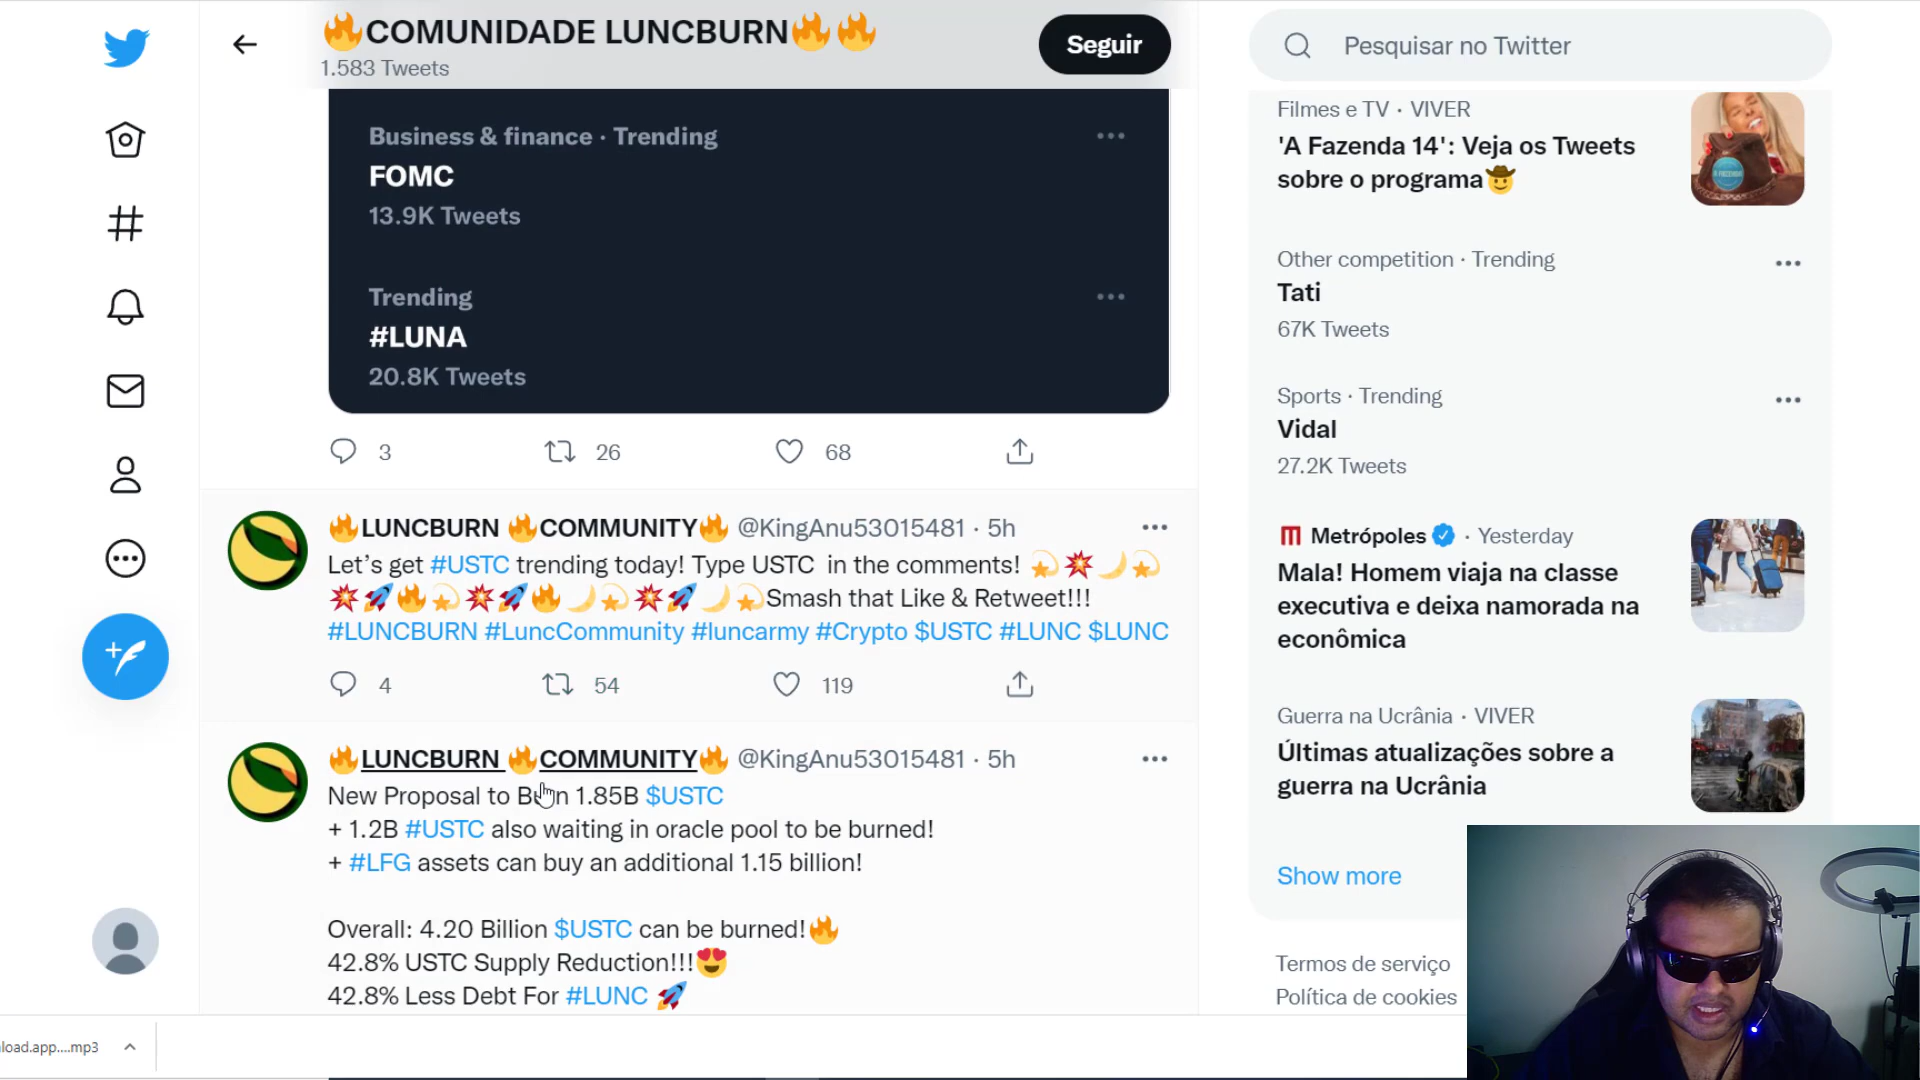 🔥COMUNIDADE LUNCBURN🔥🔥
1.583 Tweets
Seguir
Business & finance · Trending
FOMC
13.9K Tweets
Trending
#LUNA
20.8K Tweets
3 26 68
🔥LUNCBURN 🔥COMMUNITY🔥 @KingAnu53015481 · 5h
Let’s get #USTC trending today! Type USTC in the comments! 💫💥🌙💫
💥🚀🔥💫💥🚀🔥🌙💫💥🚀🌙💫Smash that Like & Retweet!!!
#LUNCBURN #LuncCommunity #luncarmy #Crypto $USTC #LUNC $LUNC
4 54 119
🔥LUNCBURN 🔥COMMUNITY🔥 @KingAnu53015481 · 5h
New Proposal to Burn 1.85B $USTC
+ 1.2B #USTC also waiting in oracle pool to be burned!
+ #LFG assets can buy an additional 1.15 billion!
Overall: 4.20 Billion $USTC can be burned!🔥
42.8% USTC Supply Reduction!!!😍
42.8% Less Debt For #LUNC 🚀
Pesquisar no Twitter
Filmes e TV · VIVER
'A Fazenda 14': Veja os Tweets
sobre o programa🤠
A FAZENDA
Other competition · Trending
Tati
67K Tweets
Sports · Trending
Vidal
27.2K Tweets
Metrópoles · Yesterday
Mala! Homem viaja na classe
executiva e deixa namorada na
econômica
Guerra na Ucrânia · VIVER
Últimas atualizações sobre a
guerra na Ucrânia
Show more
Termos de serviço
Política de cookies
load.app....mp3